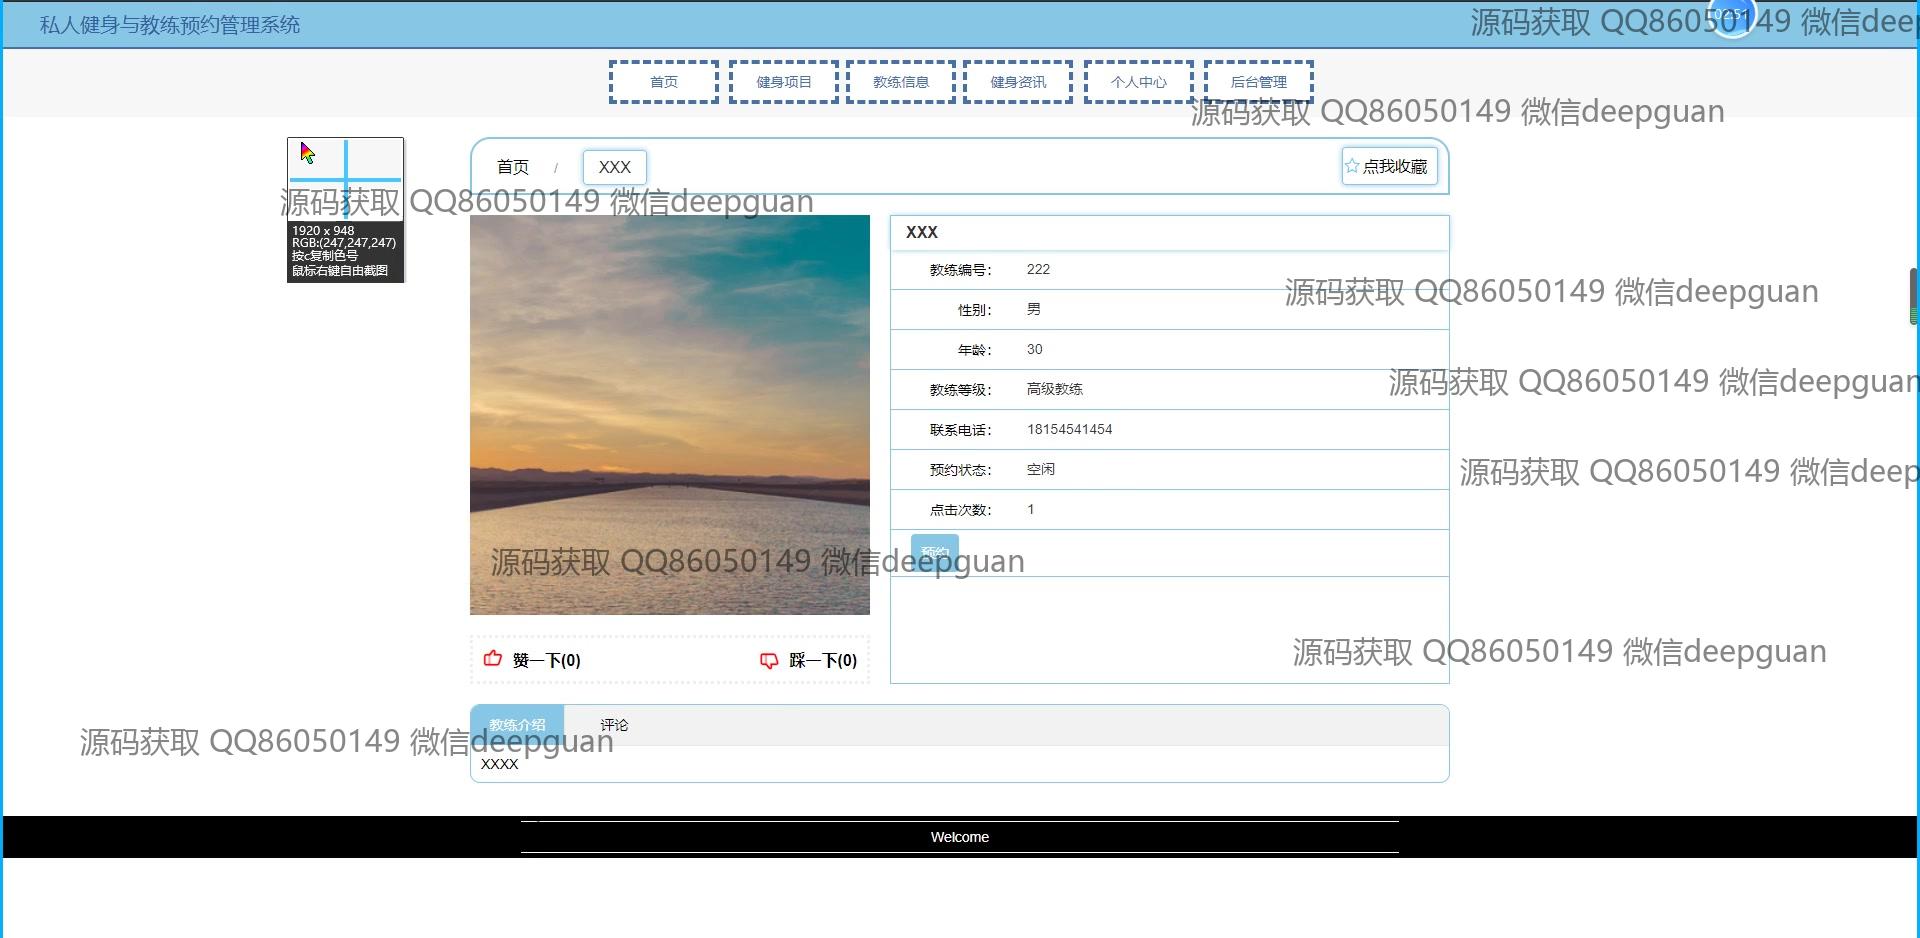 私人健身与教练预约管理系统
02:51
源码获取 QQ86050149 微信deep
首页
健身项目
教练信息
健身资讯
个人中心
后台管理
源码获取 QQ86050149 微信deepguan
首页 / XXX
点我收藏
源码获取 QQ86050149 微信deepguan
1920 x 948
RGB:(247,247,247)
按c复制色号
鼠标右键自由截图
XXX
教练编号: 222
源码获取 QQ86050149 微信deepguan
性别: 男
年龄: 30
教练等级: 高级教练
源码获取 QQ86050149 微信deepguan
联系电话: 18154541454
预约状态: 空闲
源码获取 QQ86050149 微信deep
点击次数: 1
预约
源码获取 QQ86050149 微信deepguan
赞一下(0)
踩一下(0)
源码获取 QQ86050149 微信deepguan
教练介绍
评论
源码获取 QQ86050149 微信deepguan
XXXX
Welcome